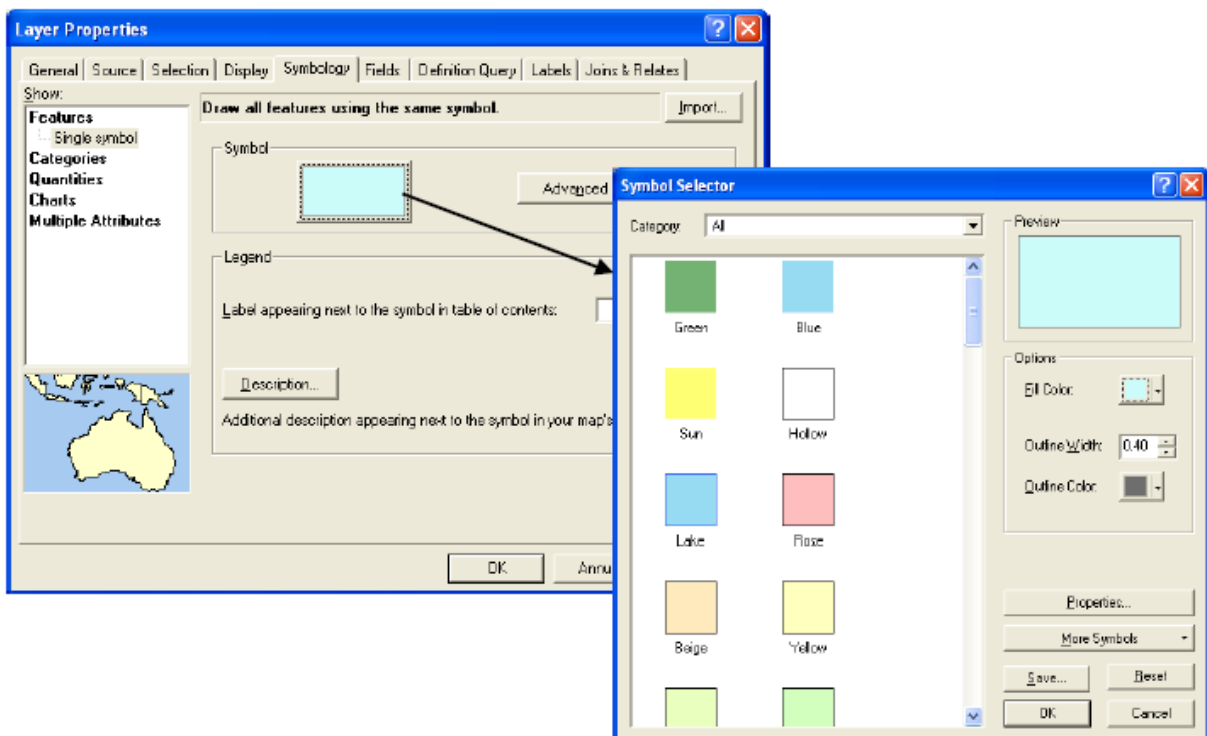 Layer Properties
General Source Selection Display Symbology Fields Definition Query Labels Joins & Relates
Show:
Features
Single symbol
Categories
Quantities
Charts
Multiple Attributes
Draw all features using the same symbol.
Import...
Symbol
Advanced
Legend
Label appearing next to the symbol in table of contents:
Description...
Additional description appearing next to the symbol in your map's
OK
Annu
Symbol Selector
Category: All
Green
Blue
Sun
Hollow
Lake
Rose
Beige
Yellow
Preview
Options
Fill Color:
Outline Width: 0.40
Outline Color:
Properties...
More Symbols
Save...
Reset
OK
Cancel